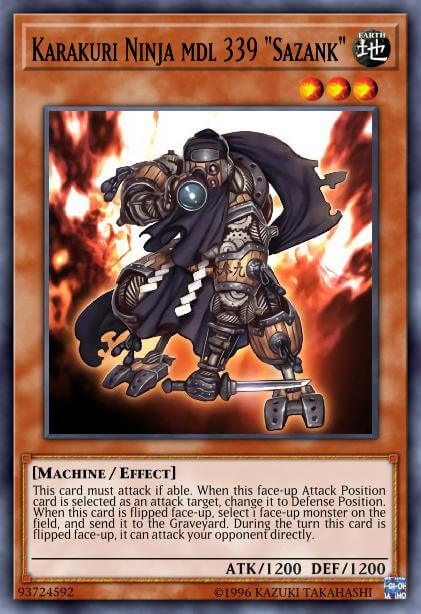 Karakuri Ninja mdl 339 "Sazank"
EARTH
地
参九
[Machine / Effect]
This card must attack if able. When this face-up Attack Position
card is selected as an attack target, change it to Defense Position.
When this card is flipped face-up, select i face-up monster on the
field, and send it to the Graveyard. During the turn this card is
flipped face-up, it can attack your opponent directly.
ATK/1200 DEF/1200
93724592
©1996 KAZUKI TAKAHASHI